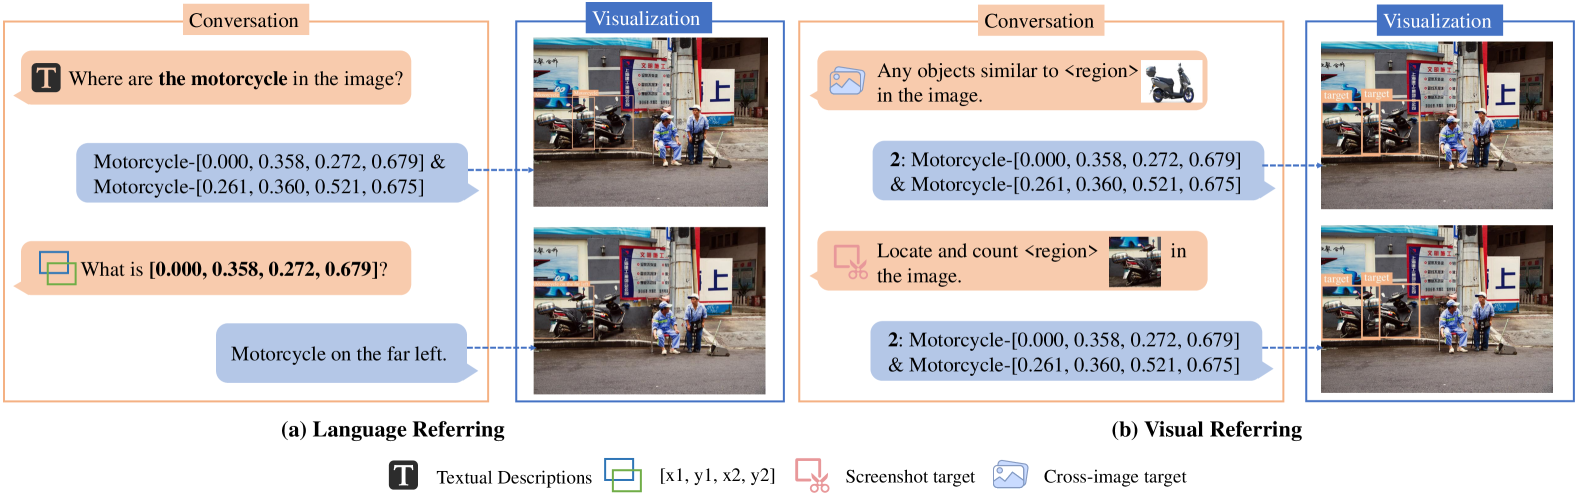 Conversation
Visualization
Where are the motorcycle in the image?
Motorcycle-[0.000, 0.358, 0.272, 0.679] &
Motorcycle-[0.261, 0.360, 0.521, 0.675]
What is [0.000, 0.358, 0.272, 0.679]?
Motorcycle on the far left.
上
上
(a) Language Referring
Conversation
Visualization
Any objects similar to <region>
in the image.
2: Motorcycle-[0.000, 0.358, 0.272, 0.679]
& Motorcycle-[0.261, 0.360, 0.521, 0.675]
Locate and count <region> in
the image.
2: Motorcycle-[0.000, 0.358, 0.272, 0.679]
& Motorcycle-[0.261, 0.360, 0.521, 0.675]
target target
上
target target
上
(b) Visual Referring
Textual Descriptions
[x1, y1, x2, y2]
Screenshot target
Cross-image target